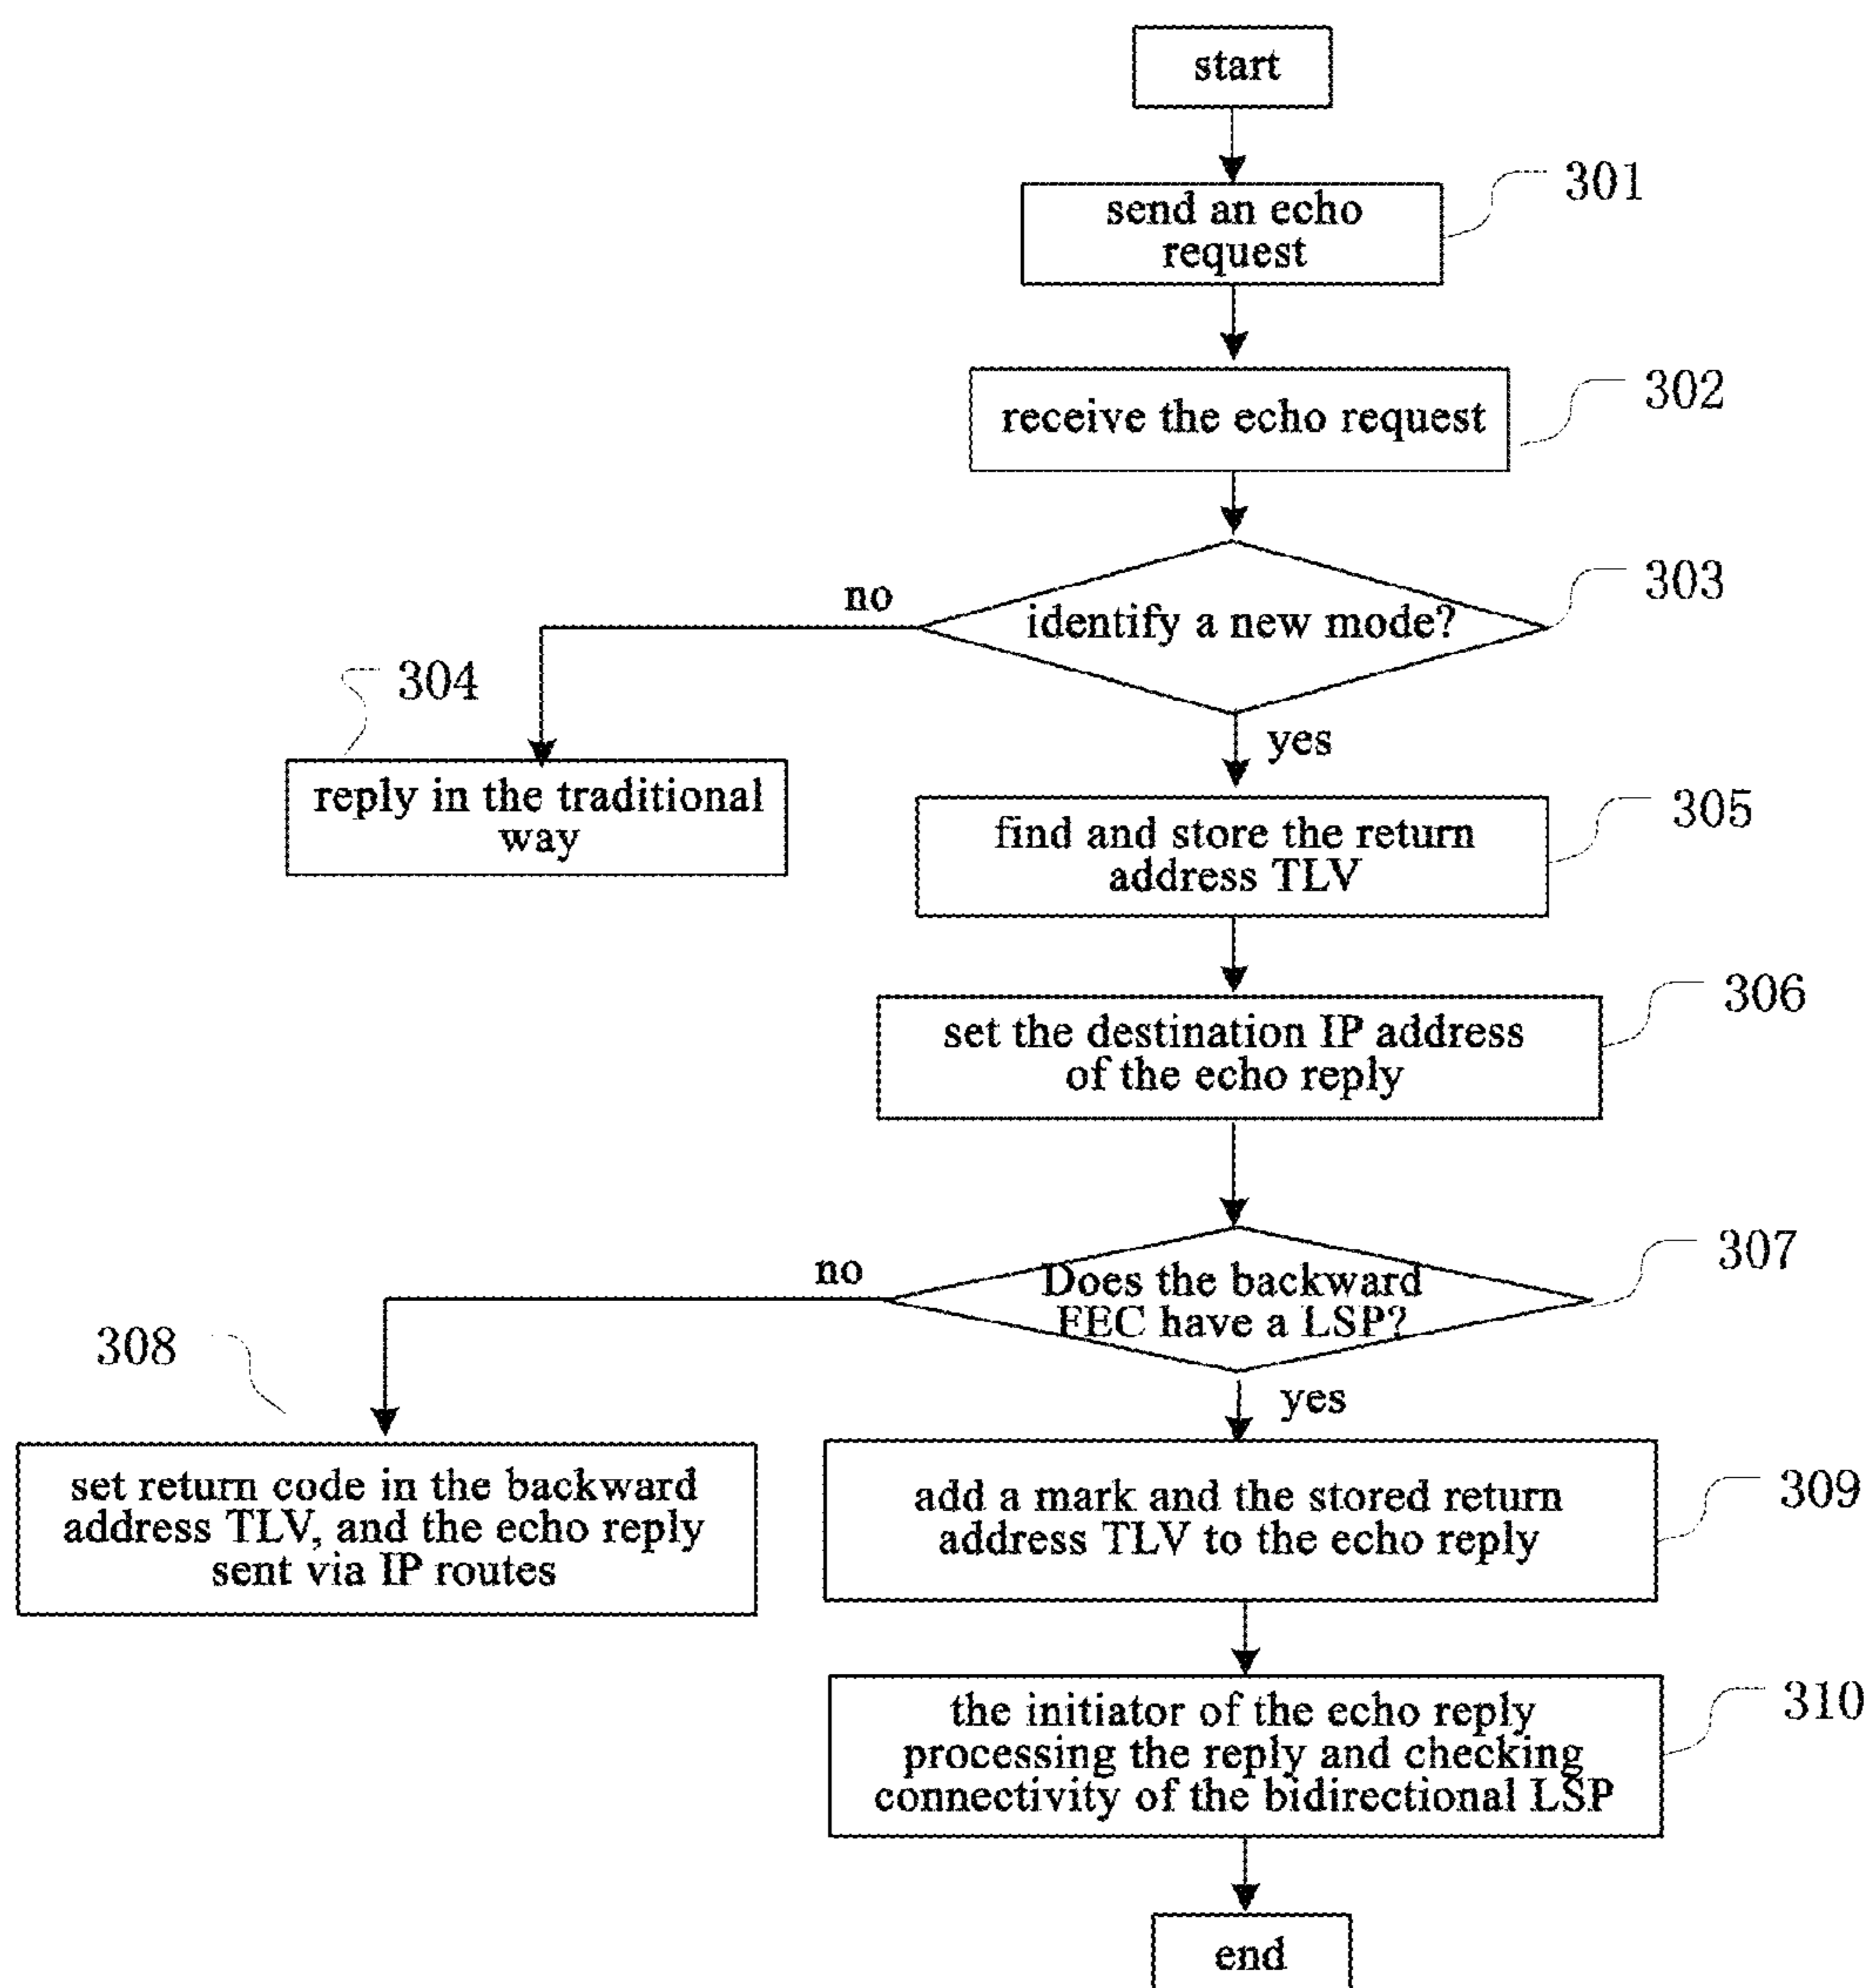 start
301
send an echo
request
302
receive the echo request
303
no
identify a new mode?
304
yes
reply in the traditional
way
305
find and store the return
address TLV
306
set the destination IP address
of the echo reply
307
no
Does the backward
FEC have a LSP?
308
yes
set return code in the backward
address TLV, and the echo reply
sent via IP routes
309
add a mark and the stored return
address TLV to the echo reply
310
the initiator of the echo reply
processing the reply and checking
connectivity of the bidirectional LSP
end